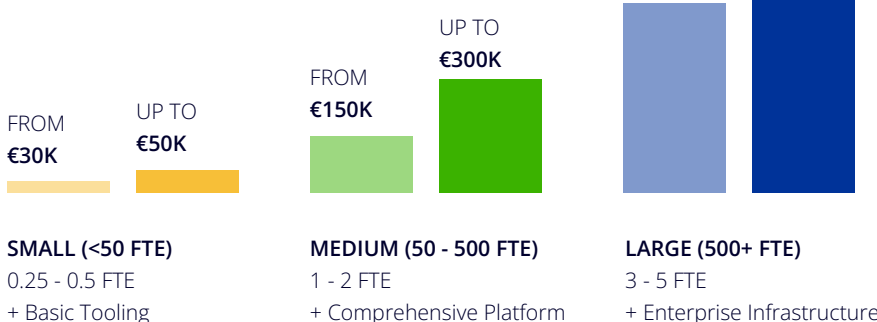 FROM
€30K
UP TO
€50K
FROM
€150K
UP TO
€300K
SMALL (<50 FTE)
0.25 - 0.5 FTE
+ Basic Tooling
MEDIUM (50 - 500 FTE)
1 - 2 FTE
+ Comprehensive Platform
LARGE (500+ FTE)
3 - 5 FTE
+ Enterprise Infrastructure